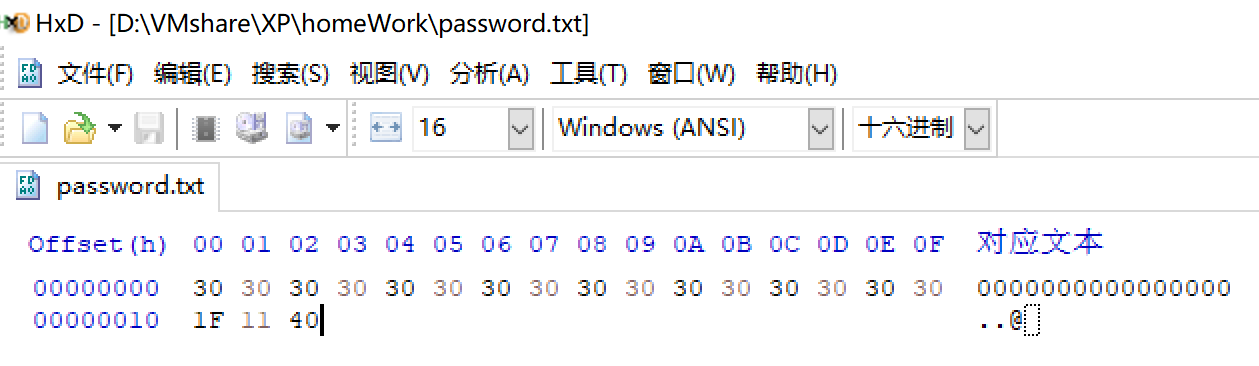 HxD - [D:\VMshare\XP\homeWork\password.txt]
文件(F) 编辑(E) 搜索(S) 视图(V) 分析(A) 工具(T) 窗口(W) 帮助(H)
16 Windows (ANSI) 十六进制
password.txt
Offset(h) 00 01 02 03 04 05 06 07 08 09 0A 0B 0C 0D 0E 0F 对应文本
00000000 30 30 30 30 30 30 30 30 30 30 30 30 30 30 30 30 0000000000000000
00000010 1F 11 40 ..@